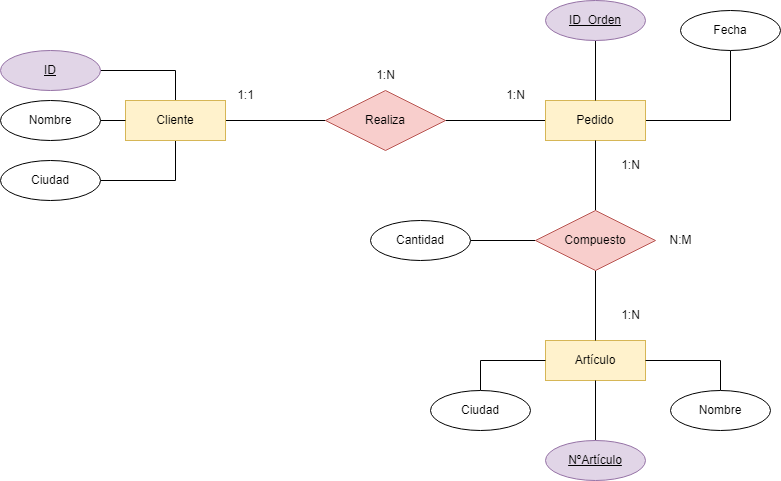 ID_Orden
Fecha
ID
1:N
1:1
1:N
Nombre
Cliente
Realiza
Pedido
1:N
Ciudad
Cantidad
Compuesto
N:M
1:N
Artículo
Ciudad
Nombre
NºArtículo